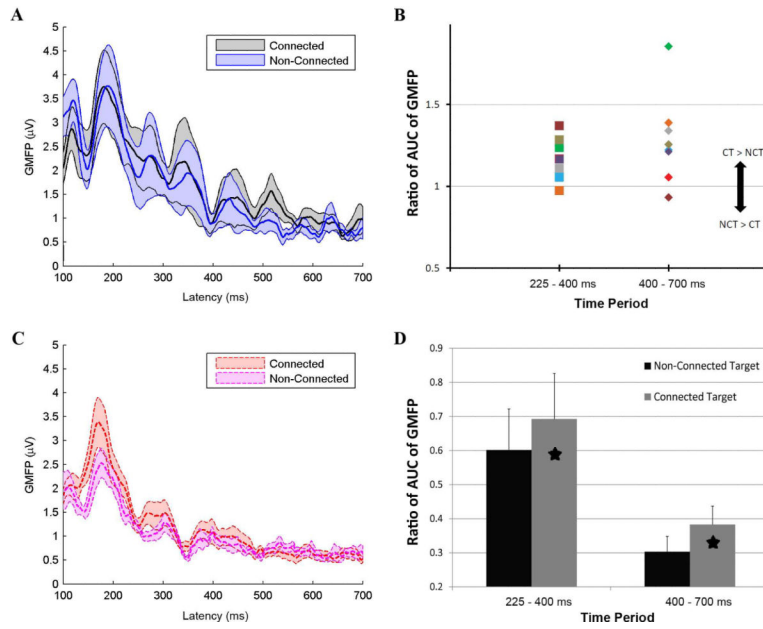 A
GMFP (μV)
5
4.5
4
3.5
3
2.5
2
1.5
1
0.5
0
100 200 300 400 500 600 700
Latency (ms)
Connected
Non-Connected
B
Ratio of AUC of GMFP
1.5
1
0.5
CT > NCT
NCT > CT
225 - 400 ms 400 - 700 ms
Time Period
C
GMFP (μV)
5
4.5
4
3.5
3
2.5
2
1.5
1
0.5
0
100 200 300 400 500 600 700
Latency (ms)
Connected
Non-Connected
D
Ratio of AUC of GMFP
0.9
0.8
0.7
0.6
0.5
0.4
0.3
0.2
Non-Connected Target
Connected Target
225 - 400 ms 400 - 700 ms
Time Period